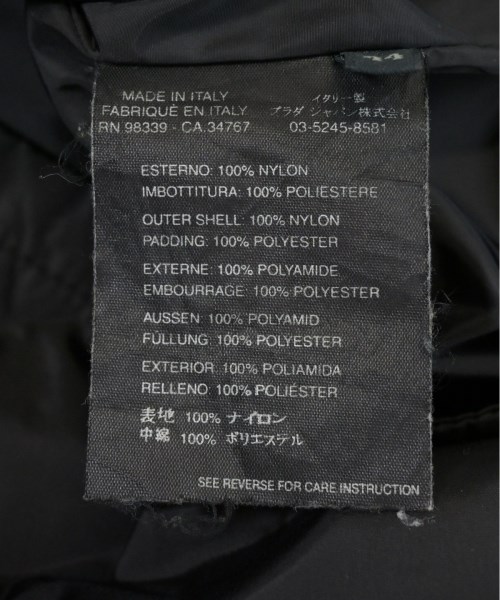 44
MADE IN ITALY
FABRIQUÉ EN ITALY
RN 98339 - CA.34767
イタリー製
プラダ ジャパン株式会社
03-5245-8581
ESTERNO: 100% NYLON
IMBOTTITURA: 100% POLIESTERE
OUTER SHELL: 100% NYLON
PADDING: 100% POLYESTER
EXTERNE: 100% POLYAMIDE
EMBOURRAGE: 100% POLYESTER
AUSSEN: 100% POLYAMID
FÜLLUNG: 100% POLYESTER
EXTERIOR: 100% POLIAMIDA
RELLENO: 100% POLIÉSTER
表地 100% ナイロン
中綿 100% ポリエステル
SEE REVERSE FOR CARE INSTRUCTION